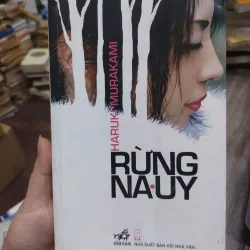 HARUKI MURAKAMI
RỪNG
NA·UY
NHÀ XUẤT BẢN HỘI NHÀ VĂN